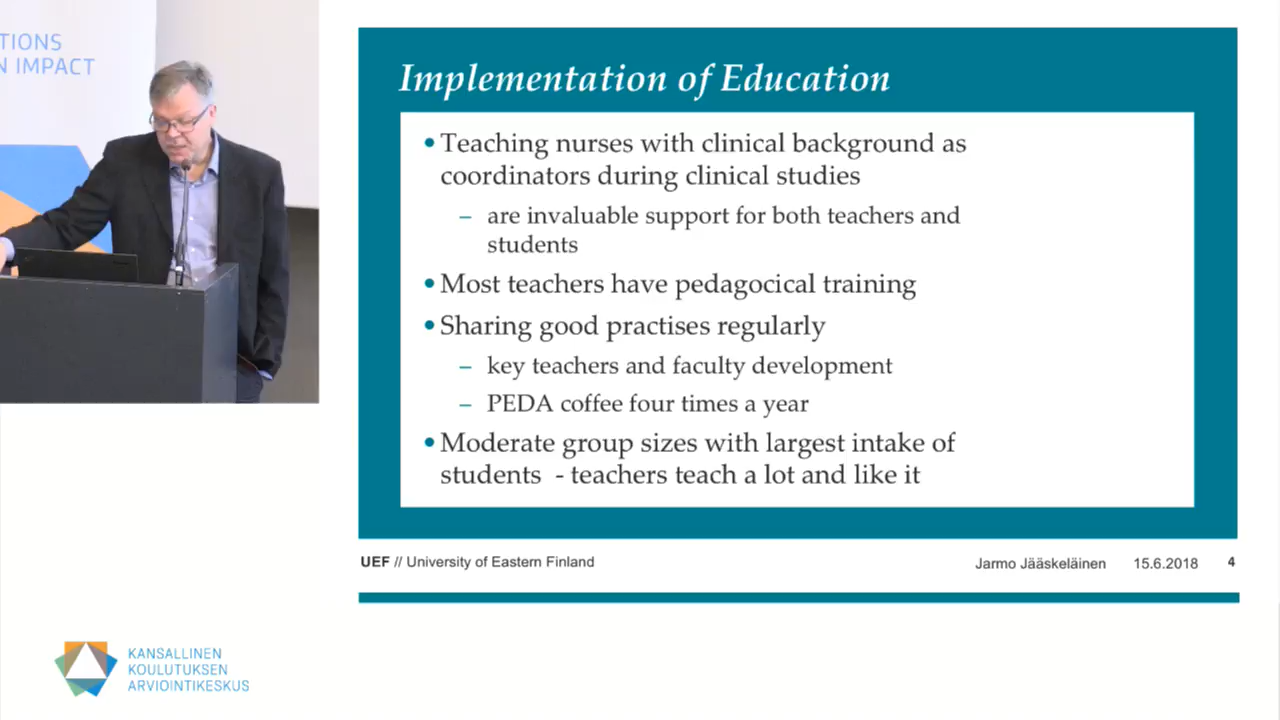 TIONS
N IMPACT
Implementation of Education
•Teaching nurses with clinical background as
coordinators during clinical studies
– are invaluable support for both teachers and
students
•Most teachers have pedagocical training
•Sharing good practises regularly
– key teachers and faculty development
– PEDA coffee four times a year
•Moderate group sizes with largest intake of
students - teachers teach a lot and like it
UEF // University of Eastern Finland
Jarmo Jääskeläinen 15.6.2018 4
KANSALLINEN
KOULUTUKSEN
ARVIOINTIKESKUS